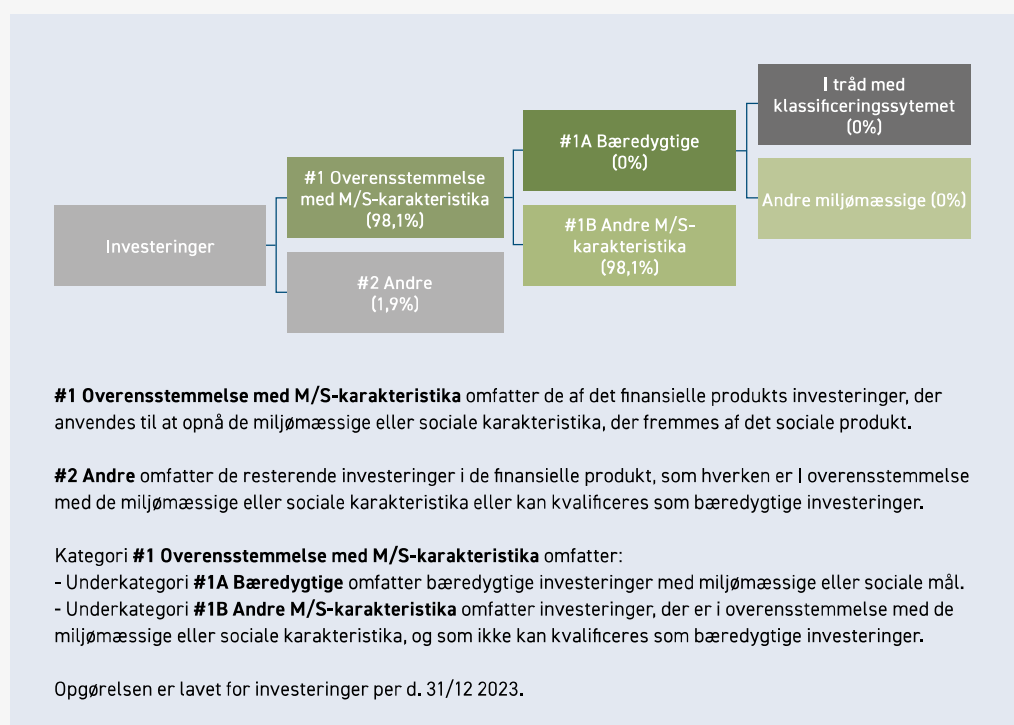 Investeringer
#1 Overensstemmelse
med M/S-karakteristika
(98,1%)
#2 Andre
(1,9%)
#1A Bæredygtige
(0%)
#1B Andre M/S-
karakteristika
(98,1%)
I tråd med
klassificeringssytemet
(0%)
Andre miljømæssige (0%)
#1 Overensstemmelse med M/S-karakteristika omfatter de af det finansielle produkts investeringer, der
anvendes til at opnå de miljømæssige eller sociale karakteristika, der fremmes af det sociale produkt.
#2 Andre omfatter de resterende investeringer i de finansielle produkt, som hverken er I overensstemmelse
med de miljømæssige eller sociale karakteristika eller kan kvalificeres som bæredygtige investeringer.
Kategori #1 Overensstemmelse med M/S-karakteristika omfatter:
- Underkategori #1A Bæredygtige omfatter bæredygtige investeringer med miljømæssige eller sociale mål.
- Underkategori #1B Andre M/S-karakteristika omfatter investeringer, der er i overensstemmelse med de
miljømæssige eller sociale karakteristika, og som ikke kan kvalificeres som bæredygtige investeringer.
Opgørelsen er lavet for investeringer per d. 31/12 2023.